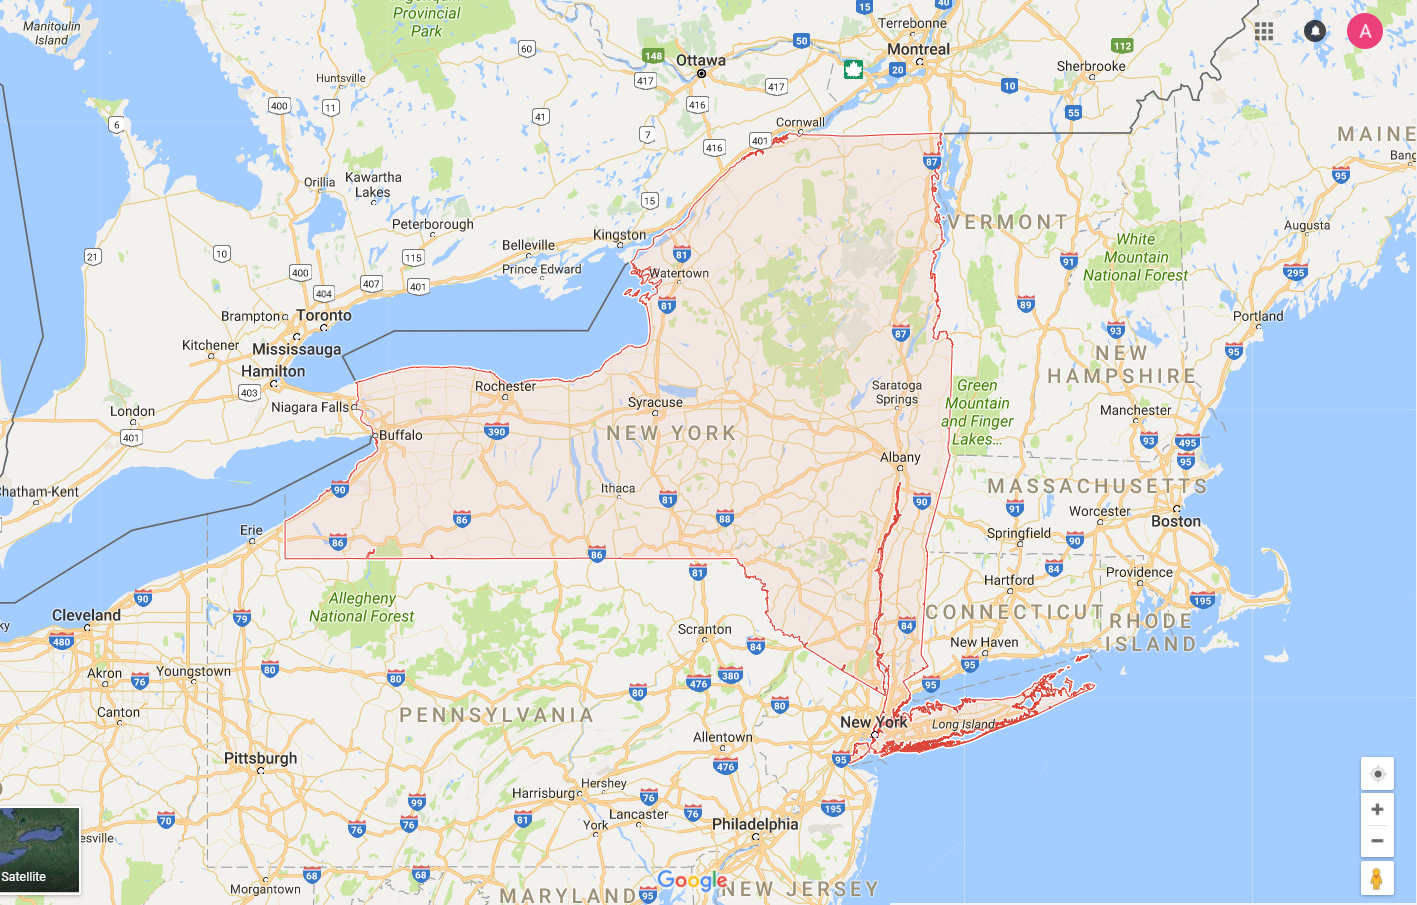 Manitoulin
Island
Algonquin
Provincial
Park
60
148
Ottawa
50
15
40
Terrebonne
Montreal
20
112
A
Sherbrooke
10
55
Huntsville
400
11
417
416
417
41
7
416
401
Cornwall
6
87
MAINE
Bang
95
Orillia
Kawartha
Lakes
15
Peterborough
Kingston
Belleville
Prince Edward
VERMONT
Augusta
White
Mountain
National Forest
21
10
115
400
407
401
404
81
Watertown
81
91
295
89
Brampton
Toronto
Kitchener
Mississauga
Hamilton
403
87
93
Portland
95
NEW
HAMPSHIRE
Rochester
Niagara Falls
Syracuse
Saratoga
Springs
Green
Mountain
and Finger
Lakes...
London
401
Buffalo
390
NEW YORK
Manchester
93
495
95
Albany
Chatham-Kent
90
Ithaca
81
90
MASSACHUSETTS
91
Worcester
Boston
86
88
Erie
86
86
Springfield
90
81
84
Hartford
Providence
195
90
Allegheny
National Forest
Cleveland
79
480
Scranton
84
84
CONNECTICUT
RHODE
ISLAND
New Haven
95
Akron
76
Youngstown
80
80
476
380
80
80
95
Canton
PENNSYLVANIA
New York
Long Island
Pittsburgh
Allentown
476
95
Harrisburg
Hershey
99
76
Lancaster
76
195
70
76
76
81
York
Philadelphia
Satellite
68
68
Morgantown
MARYLAND
95
Google
NEW JERSEY